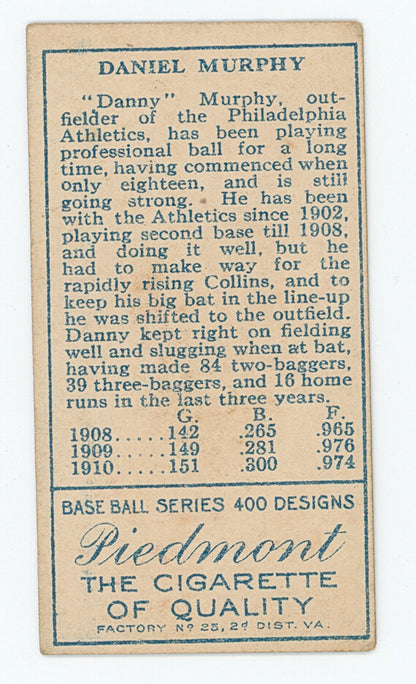 DANIEL MURPHY
"Danny" Murphy, out-
fielder of the Philadelphia
Athletics, has been playing
professional ball for a long
time, having commenced when
only eighteen, and is still
going strong. He has been
with the Athletics since 1902,
playing second base till 1908,
and doing it well, but he
had to make way for the
rapidly rising Collins, and to
keep his big bat in the line-up
he was shifted to the outfield.
Danny kept right on fielding
well and slugging when at bat,
having made 84 two-baggers,
39 three-baggers, and 16 home
runs in the last three years.
G. B. F.
1908.....142 .265 .965
1909.....149 .281 .976
1910.....151 .300 .974
BASE BALL SERIES 400 DESIGNS
Piedmont
THE CIGARETTE
OF QUALITY
FACTORY Nº 25, 2d DIST. VA.